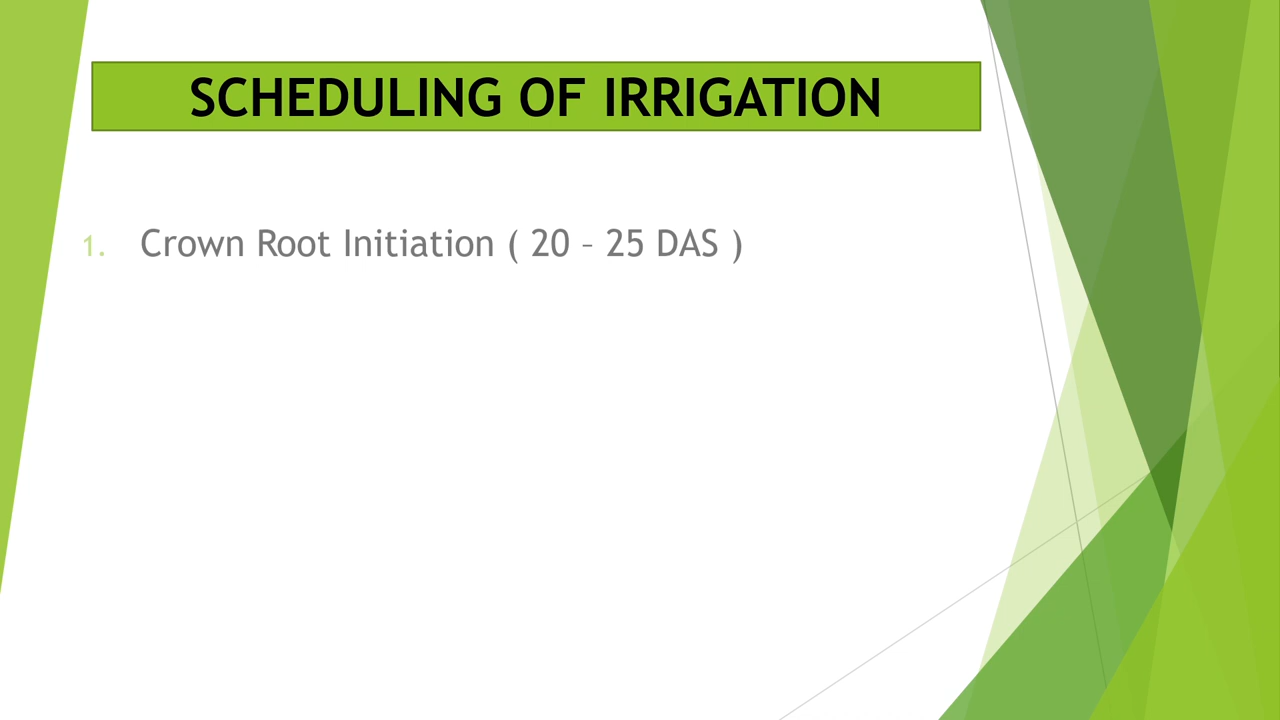 SCHEDULING OF IRRIGATION
1. Crown Root Initiation ( 20 – 25 DAS )